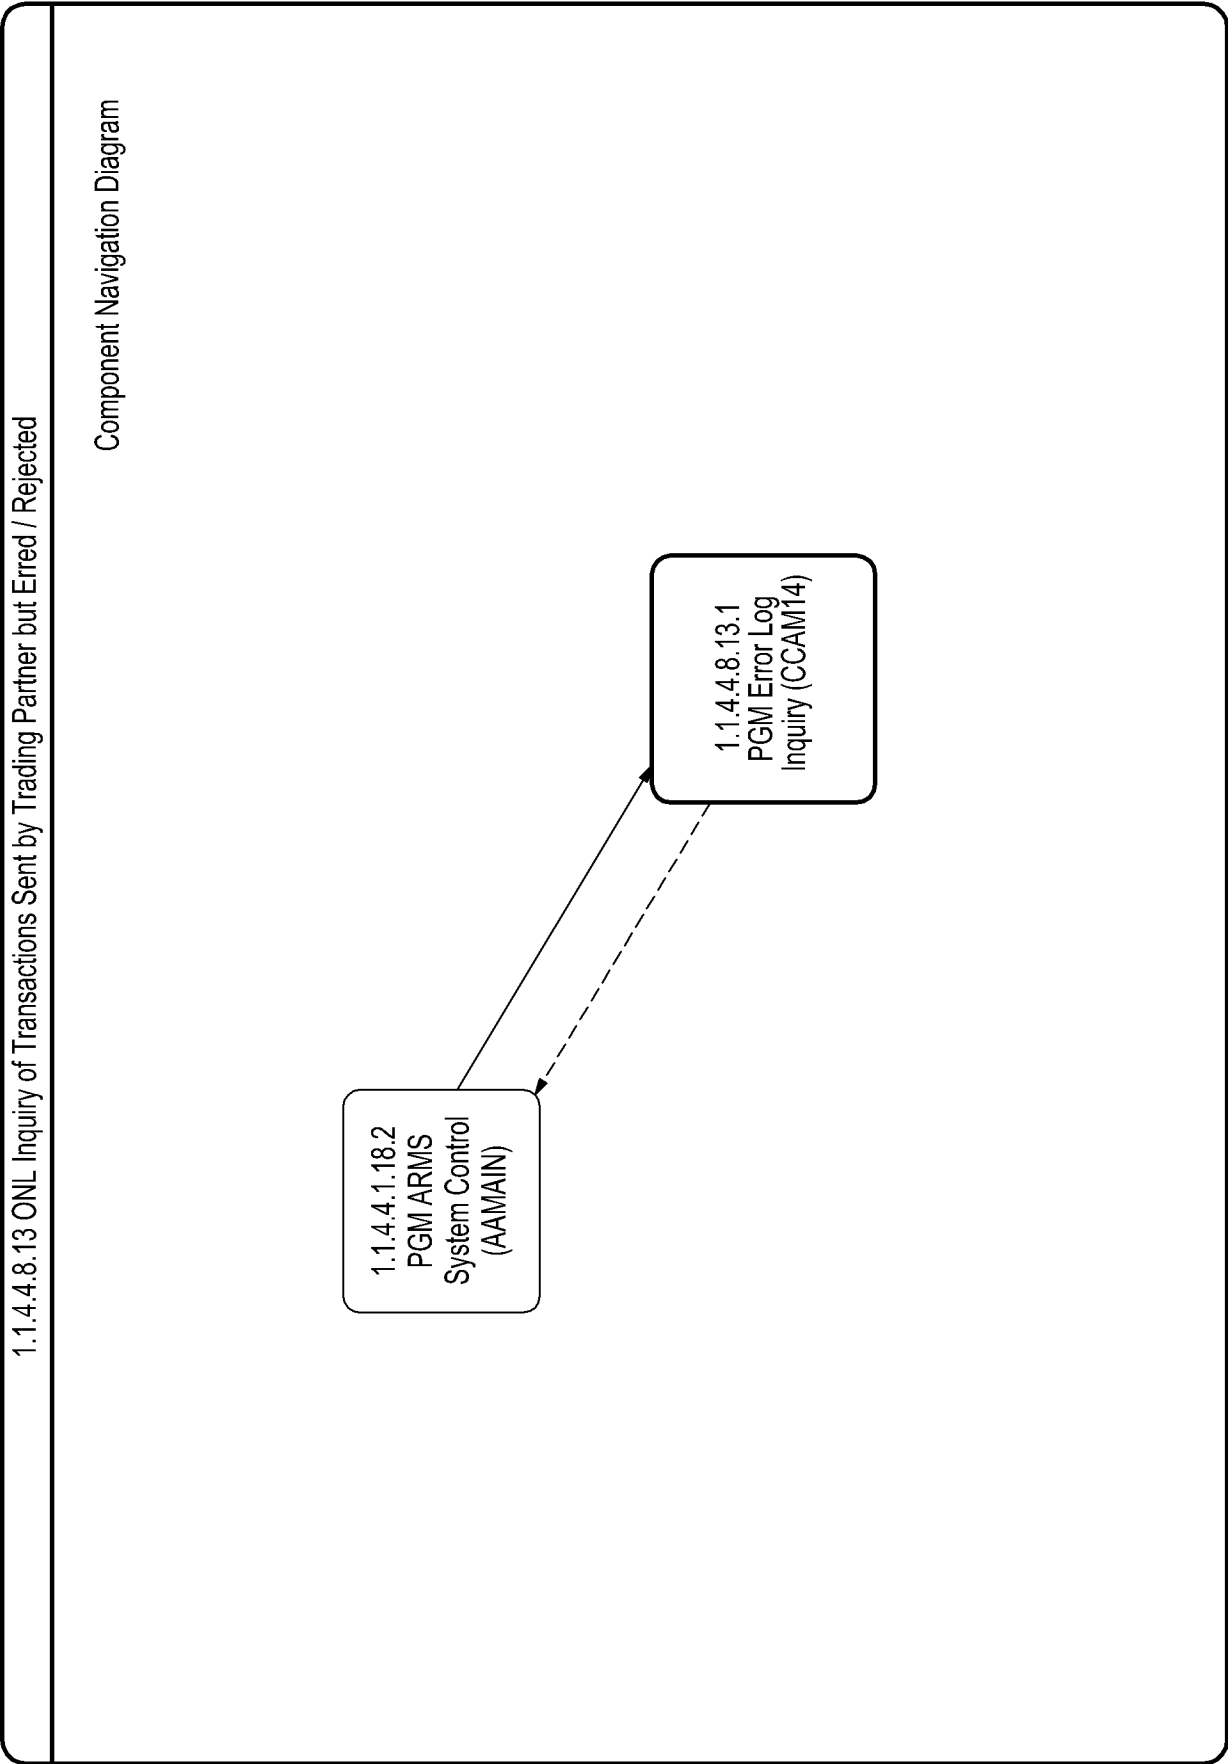 1.1.4.4.8.13 ONL Inquiry of Transactions Sent by Trading Partner but Erred / Rejected
Component Navigation Diagram
1.1.4.4.1.18.2
PGM ARMS
System Control
(AAMAIN)
1.1.4.4.8.13.1
PGM Error Log
Inquiry (CCAM14)